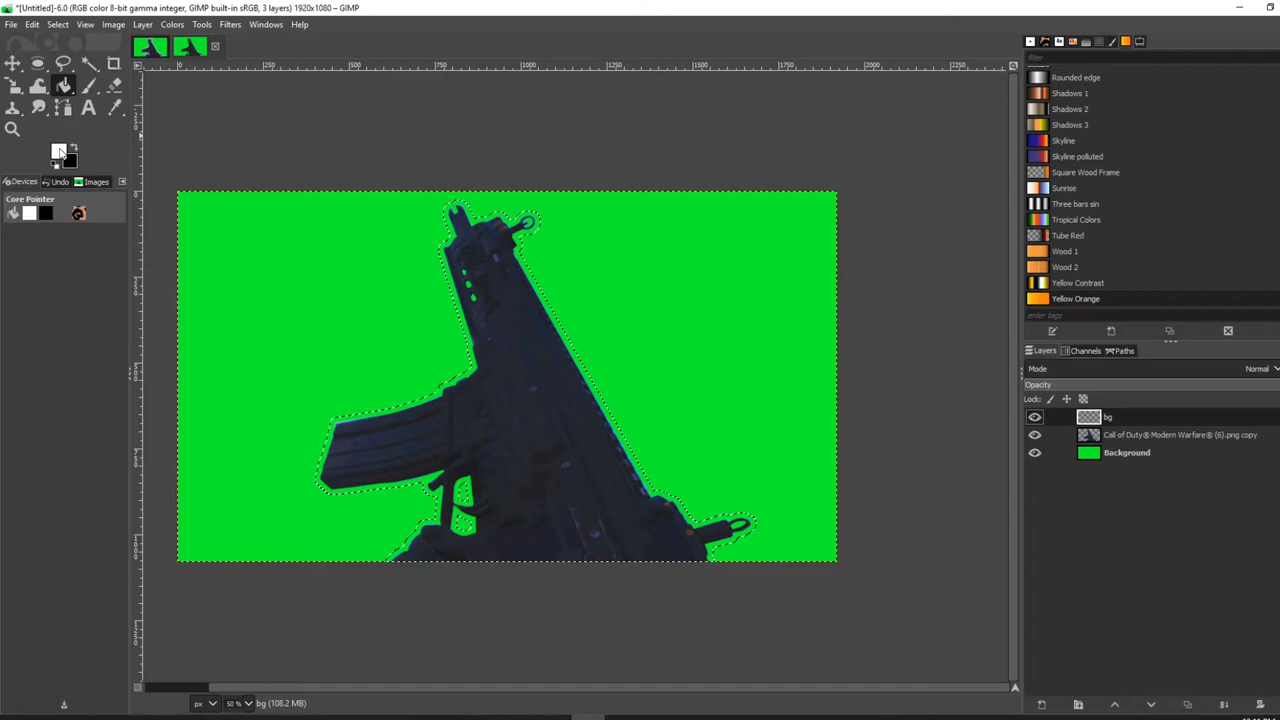 *[Untitled]-6.0 (RGB color 8-bit gamma integer, GIMP built-in sRGB, 3 layers) 1920x1080 – GIMP
File Edit Select View Image Layer Colors Tools Filters Windows Help
0 250 500 750 1000 1250 1500 1750 2000 2250
Devices Undo Images
Core Pointer
filter
Rounded edge
Shadows 1
Shadows 2
Shadows 3
Skyline
Skyline polluted
Square Wood Frame
Sunrise
Three bars sin
Tropical Colors
Tube Red
Wood 1
Wood 2
Yellow Contrast
Yellow Orange
enter tags
Layers Channels Paths
Mode Normal
Opacity
Lock:
bg
Call of Duty® Modern Warfare® (6).png copy
Background
px 50 % bg (108.2 MB)